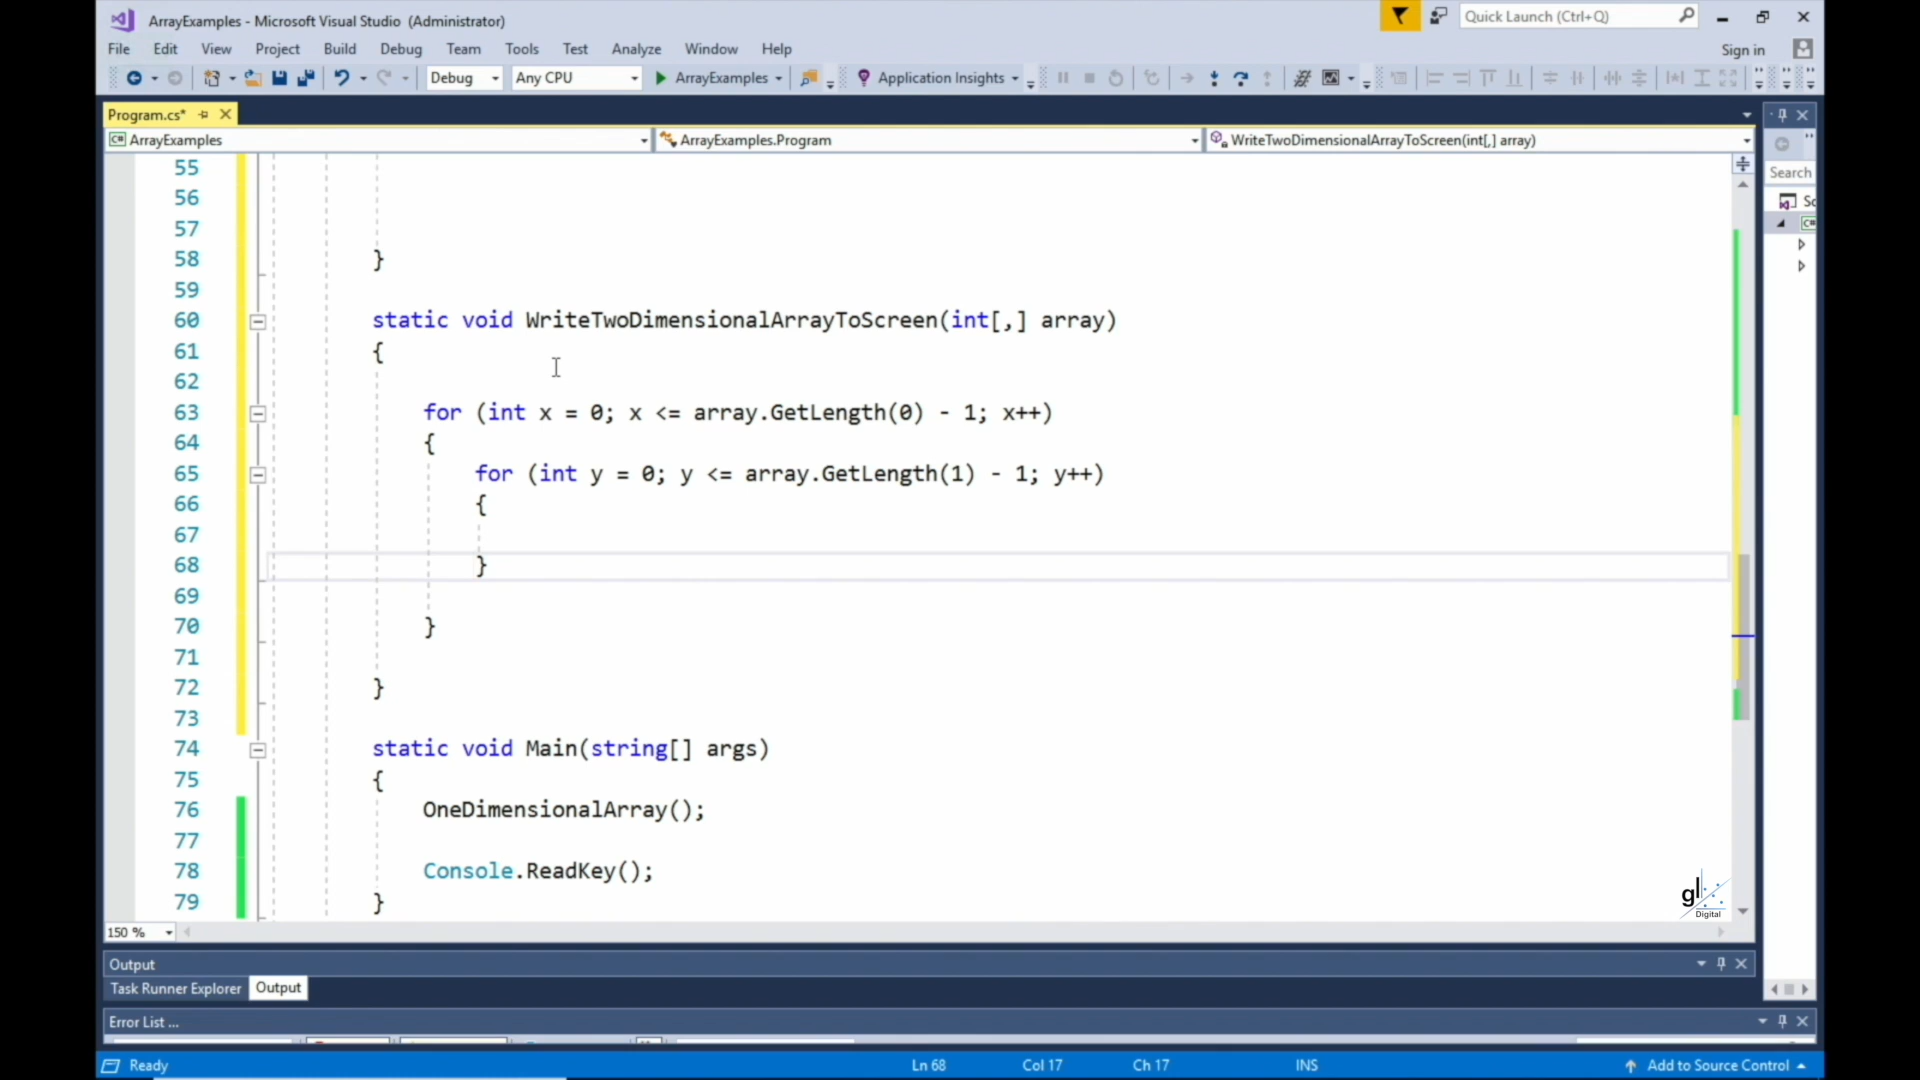 ArrayExamples - Microsoft Visual Studio (Administrator)
Quick Launch (Ctrl+Q)
File Edit View Project Build Debug Team Tools Test Analyze Window Help
Sign in
Debug Any CPU ArrayExamples Application Insights
Program.cs*
ArrayExamples ArrayExamples.Program WriteTwoDimensionalArrayToScreen(int[,] array)
Search
55
56
57
58 }
59
60 static void WriteTwoDimensionalArrayToScreen(int[,] array)
61 {
62
63 for (int x = 0; x <= array.GetLength(0) - 1; x++)
64 {
65 for (int y = 0; y <= array.GetLength(1) - 1; y++)
66 {
67
68 }
69
70 }
71
72 }
73
74 static void Main(string[] args)
75 {
76 OneDimensionalArray();
77
78 Console.ReadKey();
79 }
gl
Digital
150 %
Output
Task Runner Explorer Output
Error List ...
Ready Ln 68 Col 17 Ch 17 INS Add to Source Control